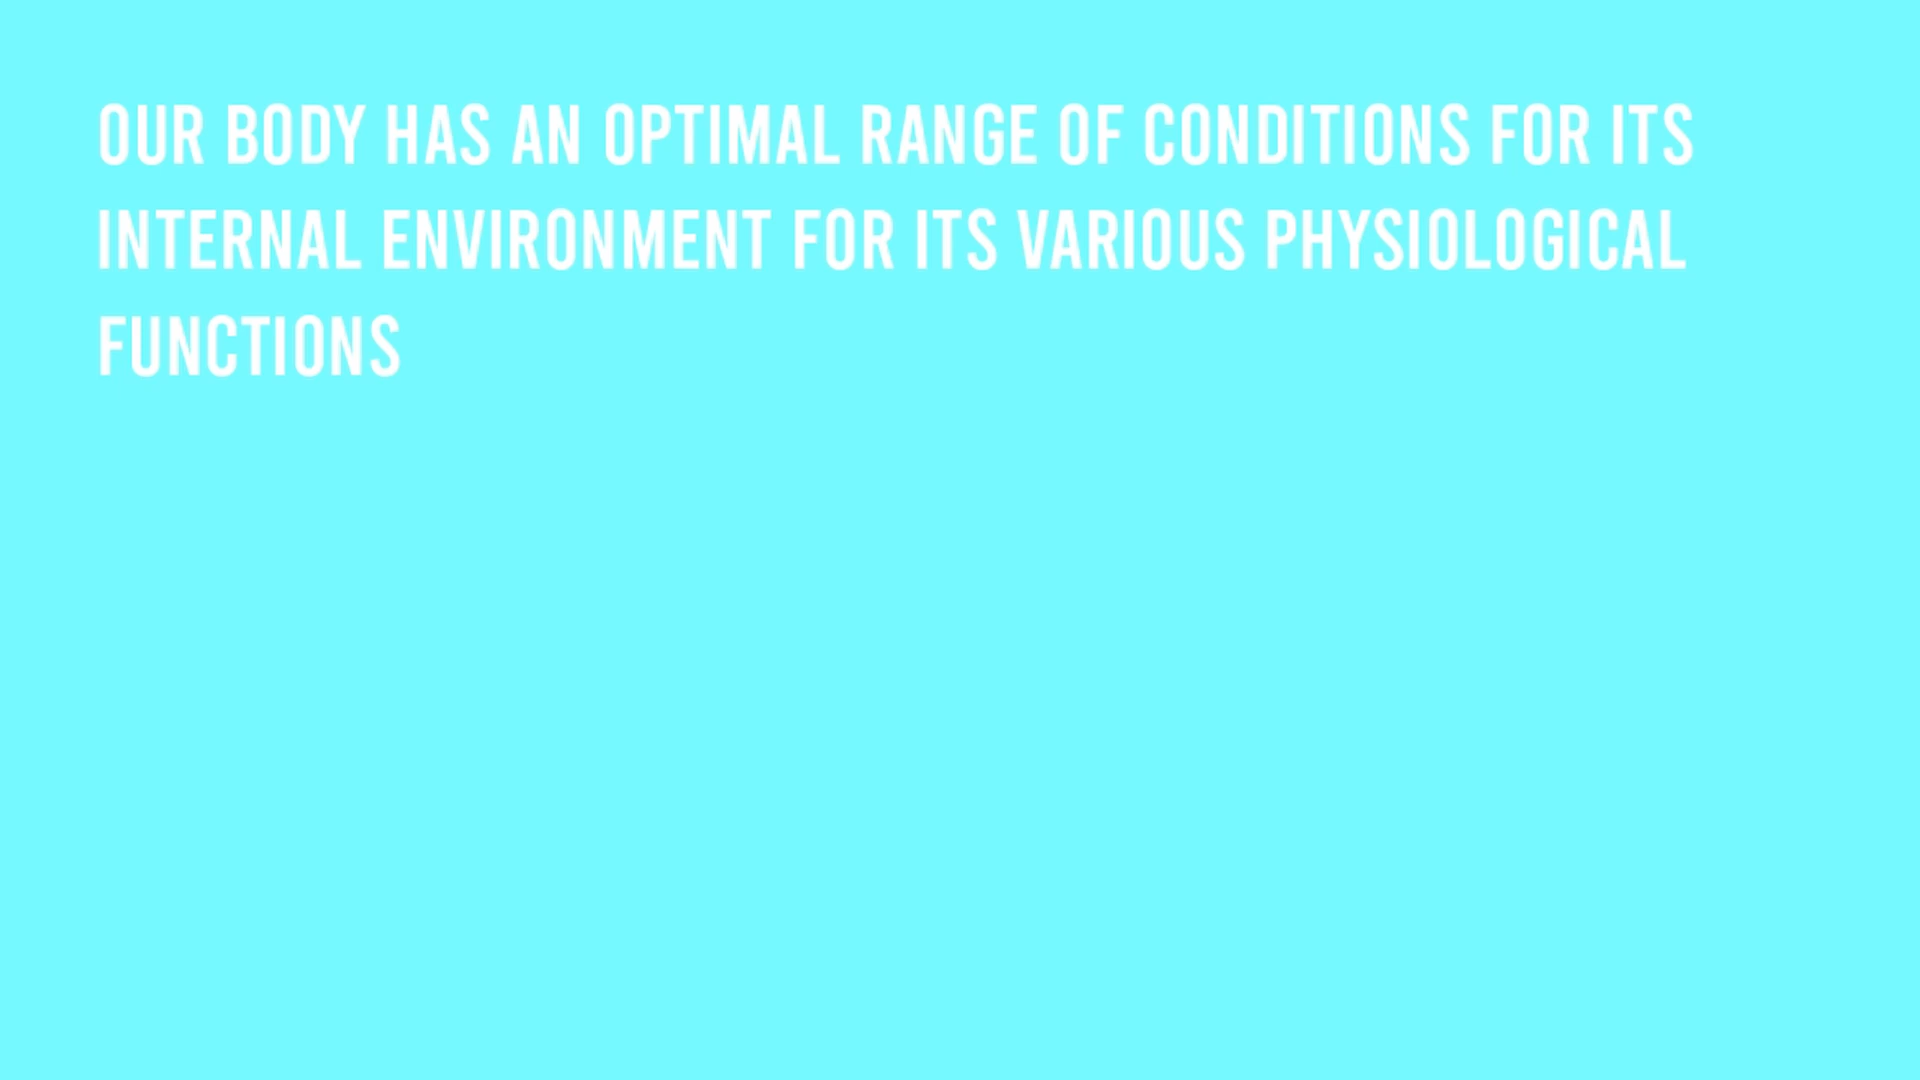 OUR BODY HAS AN OPTIMAL RANGE OF CONDITIONS FOR ITS
INTERNAL ENVIRONMENT FOR ITS VARIOUS PHYSIOLOGICAL
FUNCTIONS